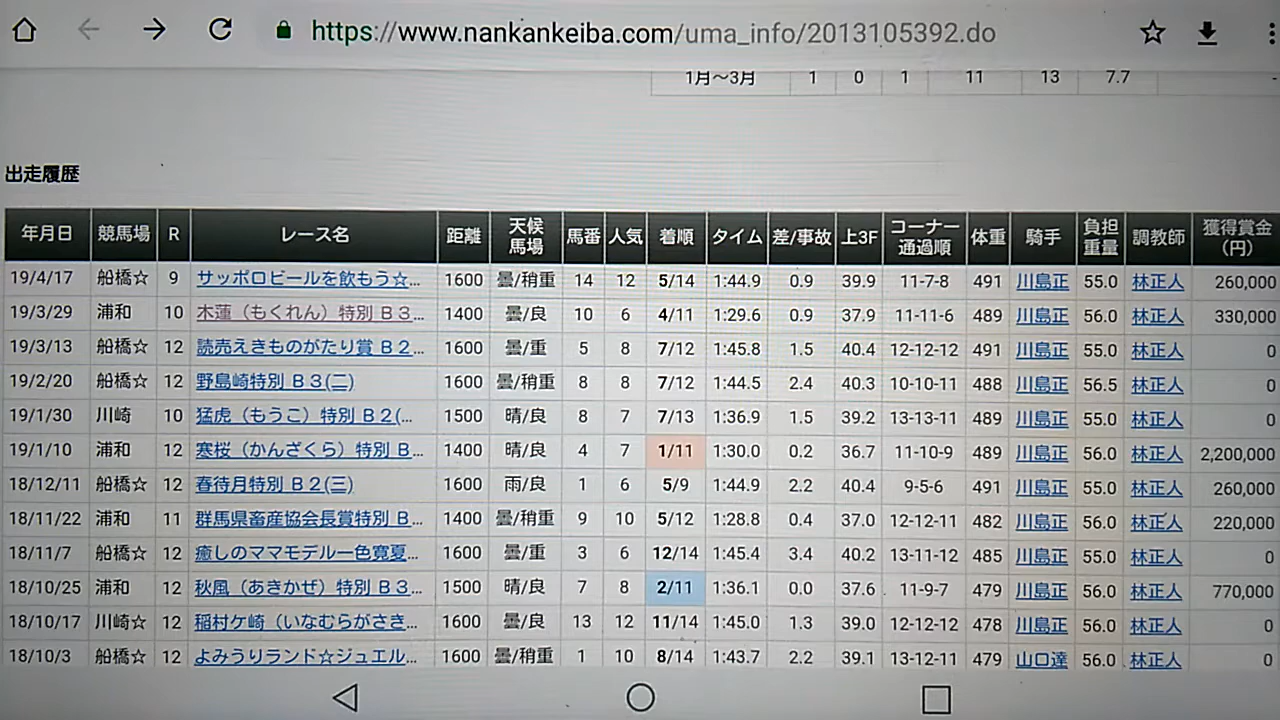 https://www.nankankeiba.com/uma_info/2013105392.do
1月～3月 1 0 1 11 13 7.7 -
出走履歴
年月日 競馬場 R レース名 距離 天候馬場 馬番 人気 着順 タイム 差/事故 上3F コーナー通過順 体重 騎手 負担重量 調教師 獲得賞金(円)
19/4/17 船橋☆ 9 サッポロビールを飲もう☆... 1600 曇/稍重 14 12 5/14 1:44.9 0.9 39.9 11-7-8 491 川島正 55.0 林正人 260,000
19/3/29 浦和 10 木蓮（もくれん）特別 Ｂ３... 1400 曇/良 10 6 4/11 1:29.6 0.9 37.9 11-11-6 489 川島正 56.0 林正人 330,000
19/3/13 船橋☆ 12 読売えきものがたり賞 Ｂ２... 1600 曇/重 5 8 7/12 1:45.8 1.5 40.4 12-12-12 491 川島正 55.0 林正人 0
19/2/20 船橋☆ 12 野島崎特別 Ｂ３(二) 1600 曇/稍重 8 8 7/12 1:44.5 2.4 40.3 10-10-11 488 川島正 56.5 林正人 0
19/1/30 川崎 10 猛虎（もうこ）特別 Ｂ２(... 1500 晴/良 8 7 7/13 1:36.9 1.5 39.2 13-13-11 489 川島正 55.0 林正人 0
19/1/10 浦和 12 寒桜（かんざくら）特別 Ｂ... 1400 晴/良 4 7 1/11 1:30.0 0.2 36.7 11-10-9 489 川島正 56.0 林正人 2,200,000
18/12/11 船橋☆ 12 春待月特別 Ｂ２(三) 1600 雨/良 1 6 5/9 1:44.9 2.2 40.4 9-5-6 491 川島正 55.0 林正人 260,000
18/11/22 浦和 11 群馬県畜産協会長賞特別 Ｂ... 1400 曇/稍重 9 10 5/12 1:28.8 0.4 37.0 12-12-11 482 川島正 56.0 林正人 220,000
18/11/7 船橋☆ 12 癒しのママモデル一色寛夏... 1600 曇/重 3 6 12/14 1:45.4 3.4 40.2 13-11-12 485 川島正 55.0 林正人 0
18/10/25 浦和 12 秋風（あきかぜ）特別 Ｂ３... 1500 晴/良 7 8 2/11 1:36.1 0.0 37.6 11-9-7 479 川島正 56.0 林正人 770,000
18/10/17 川崎☆ 12 稲村ケ崎（いなむらがさき... 1600 曇/良 13 12 11/14 1:45.0 1.3 39.0 12-12-12 478 川島正 56.0 林正人 0
18/10/3 船橋☆ 12 よみうりランド☆ジュエル... 1600 曇/稍重 1 10 8/14 1:43.7 2.2 39.1 13-12-11 479 山口達 56.0 林正人 0